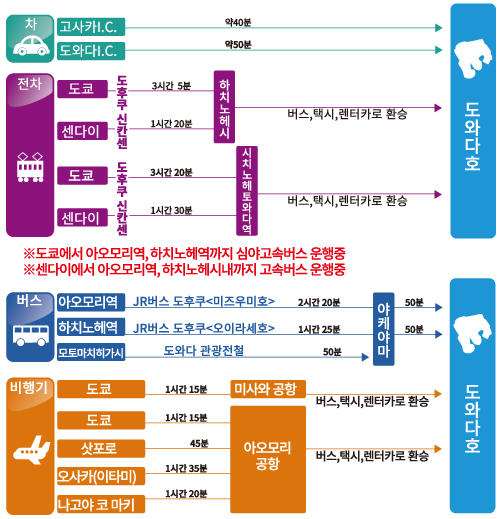 차
고사카I.C.
약40분
도와다I.C.
약50분
전차
도쿄
도후쿠 신칸센
3시간 5분
하치노헤시
센다이
1시간 20분
버스,택시,렌터카로 환승
도와다호
도쿄
도후쿠 신칸센
3시간 20분
시치노헤토와다역
센다이
1시간 30분
버스,택시,렌터카로 환승
※도쿄에서 아오모리역, 하치노헤역까지 심야고속버스 운행중
※센다이에서 아오모리역, 하치노헤시내까지 고속버스 운행중
버스
아오모리역
JR버스 도후쿠<미즈우미호>
2시간 20분
야케야마
50분
하치노헤역
JR버스 도후쿠<오이라세호>
1시간 25분
50분
모토마치히가시
도와다 관광전철
50분
도와다호
비행기
도쿄
1시간 15분
미사와 공항
버스,택시,렌터카로 환승
도쿄
1시간 15분
삿포로
45분
아오모리
공항
버스,택시,렌터카로 환승
오사카(이타미)
1시간 35분
나고야 코 마키
1시간 20분